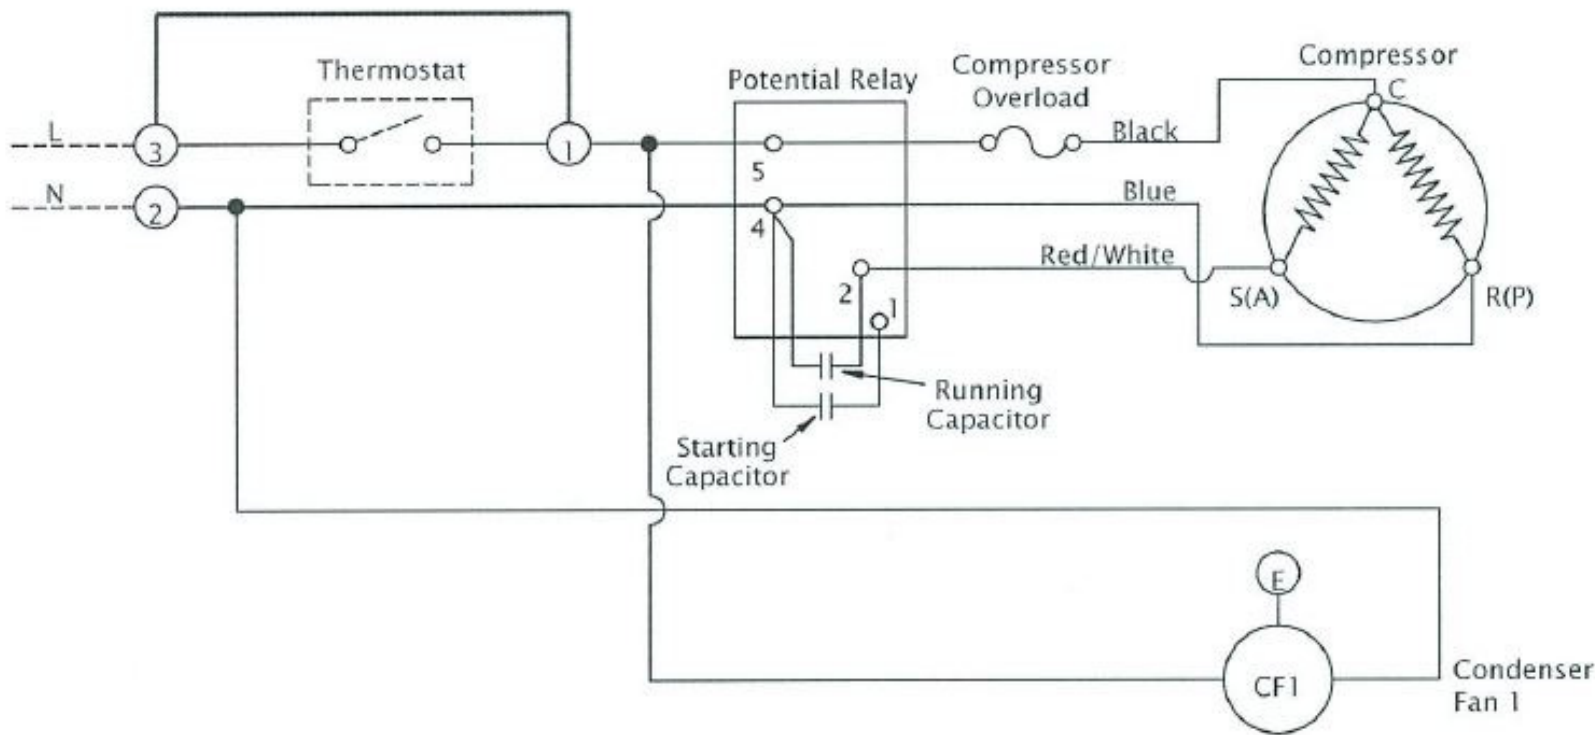 Thermostat
Potential Relay
Compressor
Overload
Compressor
C
L
3
1
5
Black
N
2
4
Blue
Red/White
2
S(A)
R(P)
1
Running
Capacitor
Starting
Capacitor
E
CF1
Condenser
Fan 1